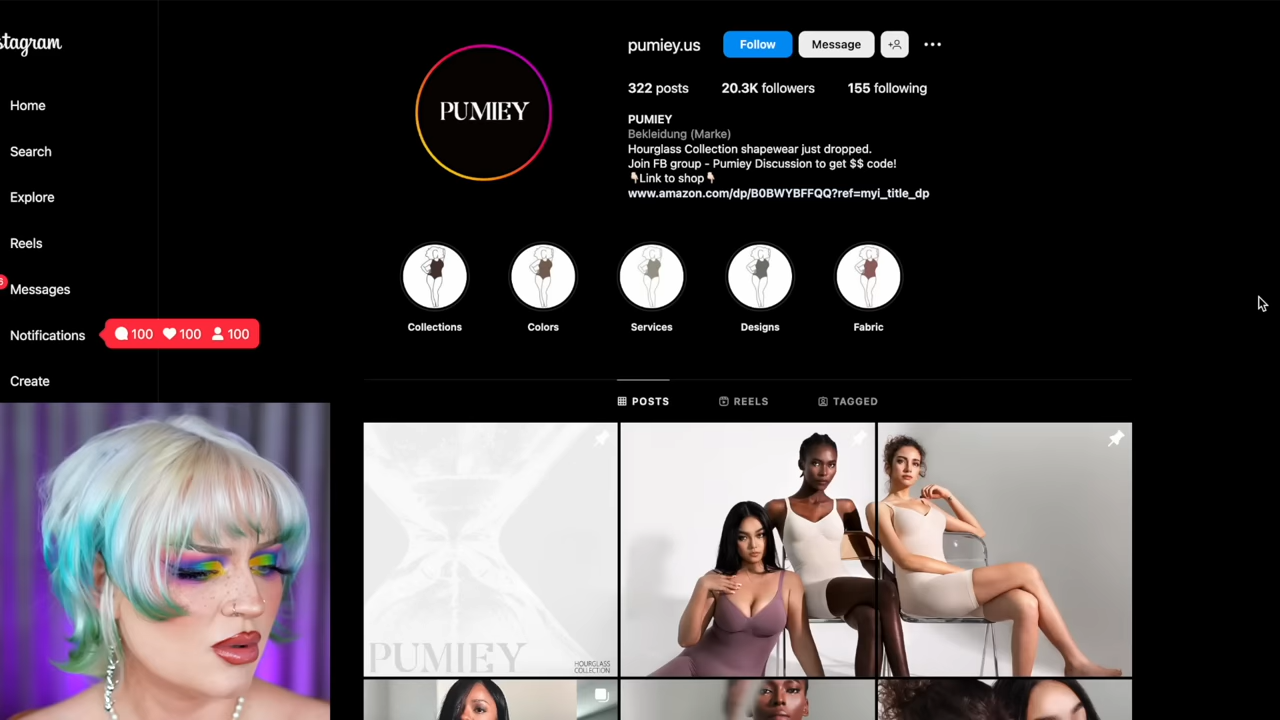 stagram
Home
Search
Explore
Reels
Messages
Notifications
100 100 100
Create
PUMIEY
pumiey.us Follow Message
322 posts 20.3K followers 155 following
PUMIEY
Bekleidung (Marke)
Hourglass Collection shapewear just dropped.
Join FB group - Pumiey Discussion to get $$ code!
👇🏻Link to shop👇🏻
www.amazon.com/dp/B0BWYBFFQQ?ref=myi_title_dp
Collections Colors Services Designs Fabric
POSTS REELS TAGGED
PUMIEY
HOURGLASS
COLLECTION